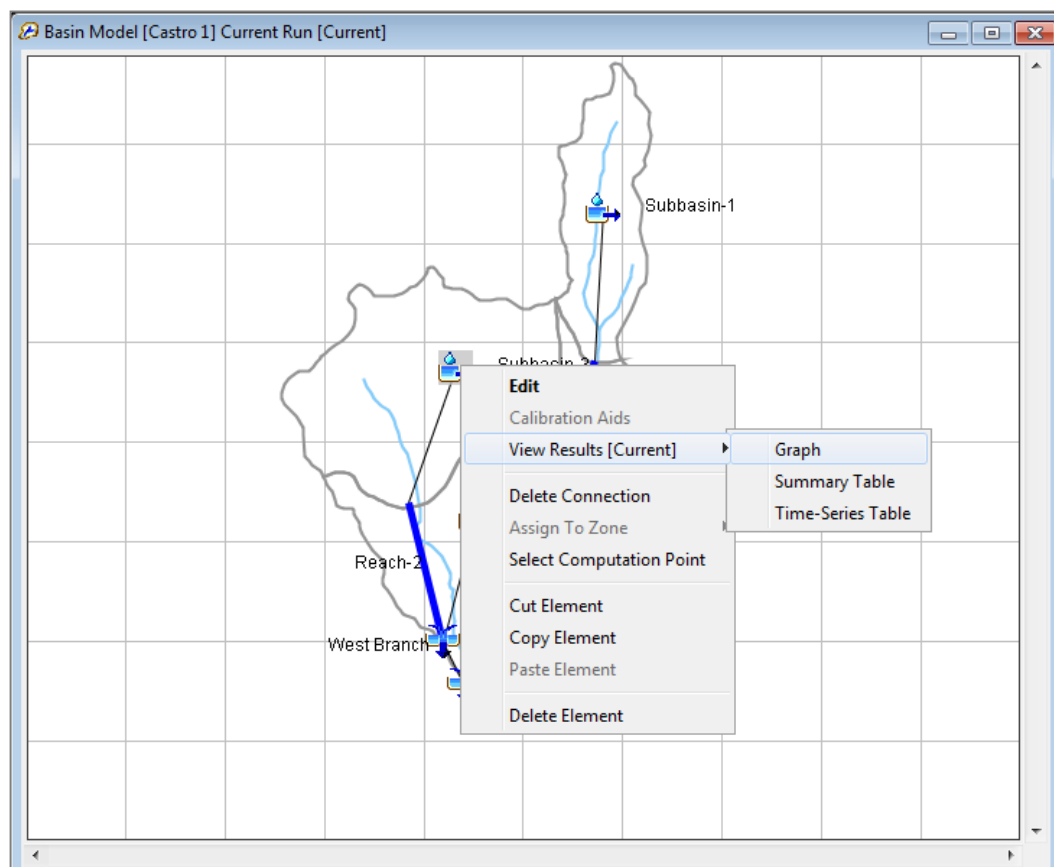 Basin Model [Castro 1] Current Run [Current]
Subbasin-1
Subbasin-3
Edit
Calibration Aids
View Results [Current]
Graph
Summary Table
Time-Series Table
Delete Connection
Assign To Zone
Select Computation Point
Reach-2
Cut Element
Copy Element
West Branch
Paste Element
Delete Element